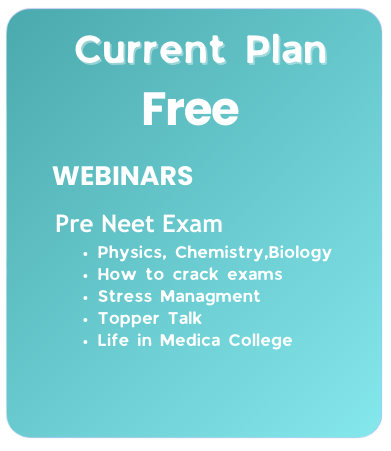 Current Plan
Free
WEBINARS
Pre Neet Exam
• Physics, Chemistry,Biology
• How to crack exams
• Stress Managment
• Topper Talk
• Life in Medica College